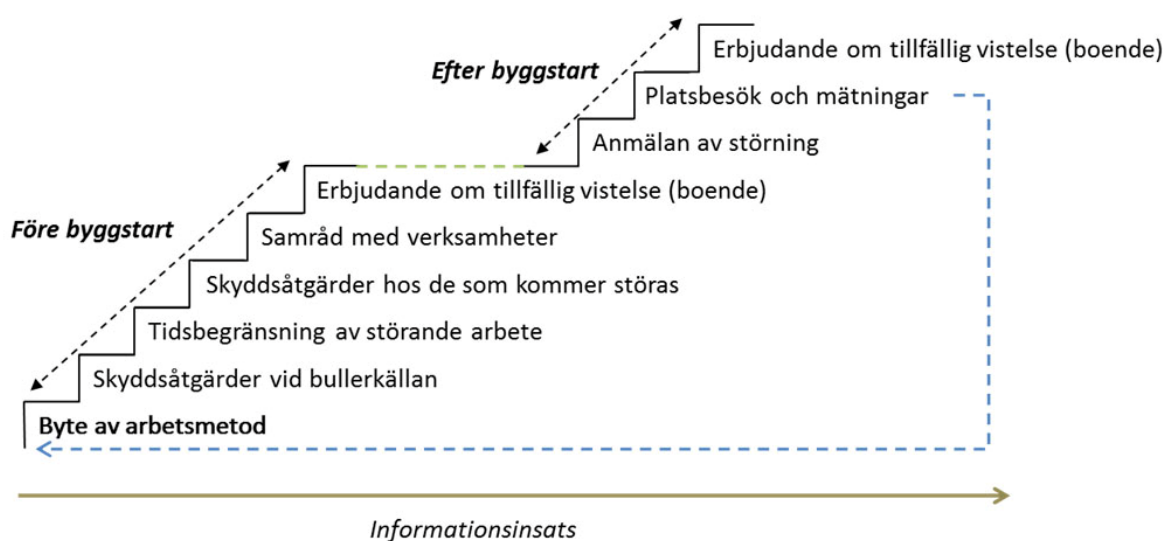 Erbjudande om tillfällig vistelse (boende)
Efter byggstart
Platsbesök och mätningar
Anmälan av störning
Erbjudande om tillfällig vistelse (boende)
Före byggstart
Samråd med verksamheter
Skyddsåtgärder hos de som kommer störas
Tidsbegränsning av störande arbete
Skyddsåtgärder vid bullerkällan
Byte av arbetsmetod
Informationsinsats